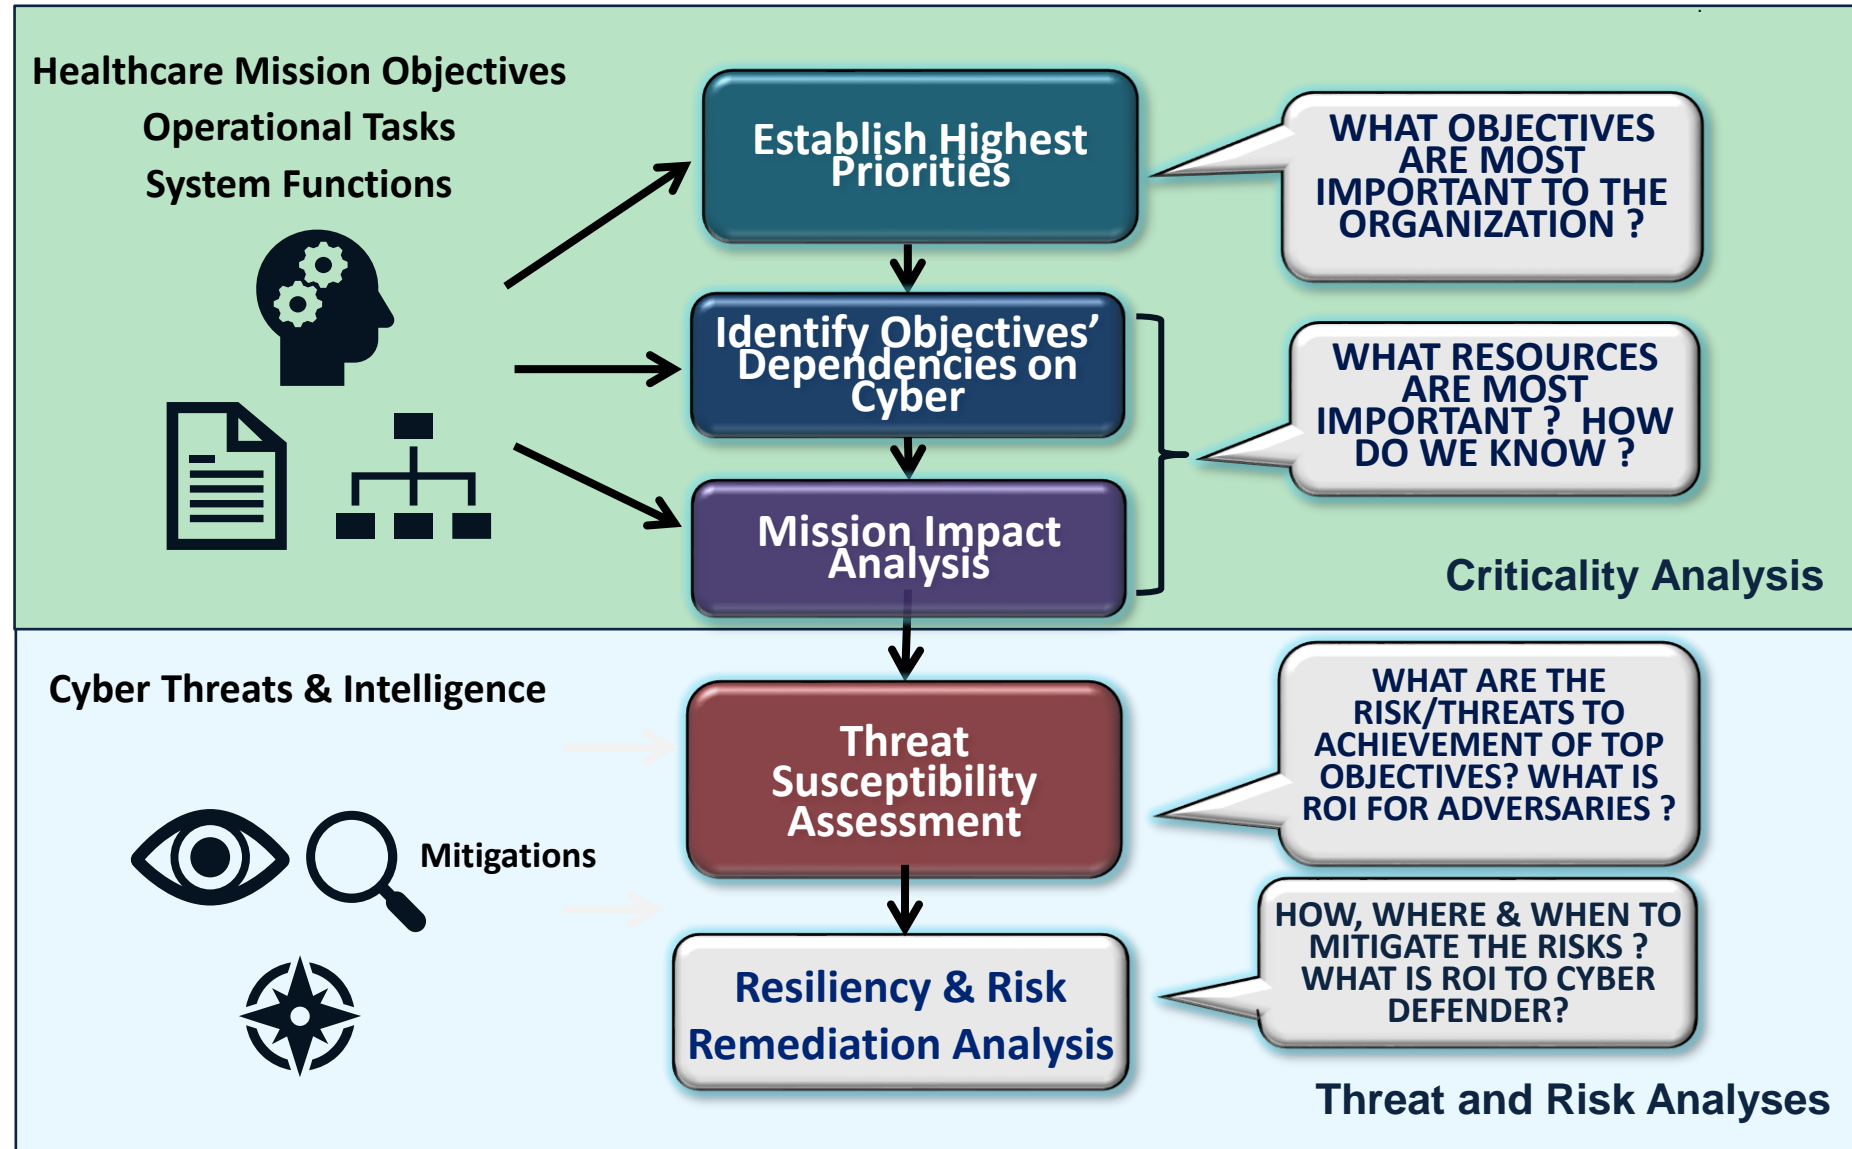 Healthcare Mission Objectives
Operational Tasks
System Functions
Establish Highest
Priorities
WHAT OBJECTIVES
ARE MOST
IMPORTANT TO THE
ORGANIZATION ?
Identify Objectives’
Dependencies on
Cyber
WHAT RESOURCES
ARE MOST
IMPORTANT ? HOW
DO WE KNOW ?
Mission Impact
Analysis
Criticality Analysis
Cyber Threats & Intelligence
Threat
Susceptibility
Assessment
WHAT ARE THE
RISK/THREATS TO
ACHIEVEMENT OF TOP
OBJECTIVES? WHAT IS
ROI FOR ADVERSARIES ?
Mitigations
Resiliency & Risk
Remediation Analysis
HOW, WHERE & WHEN TO
MITIGATE THE RISKS ?
WHAT IS ROI TO CYBER
DEFENDER?
Threat and Risk Analyses